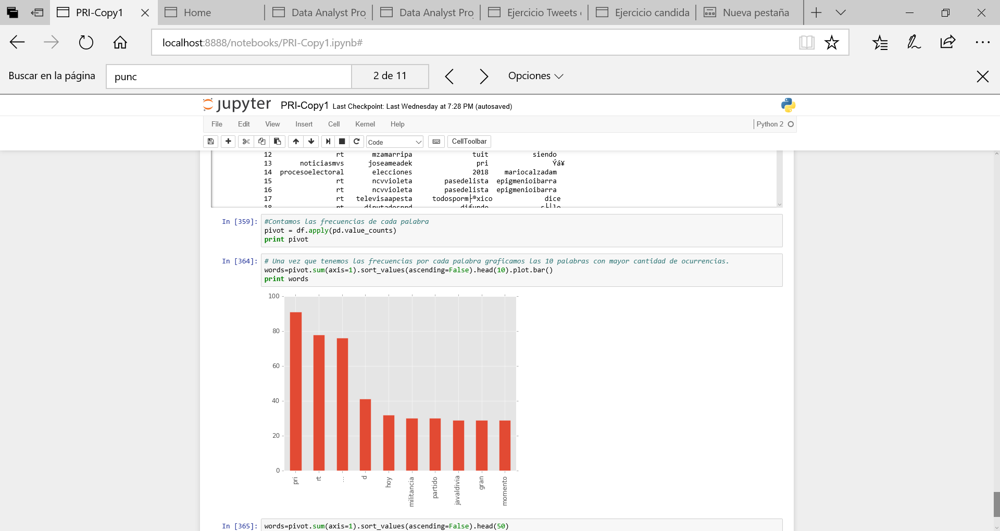 PRI-Copy1
Home
Data Analyst Pro
Data Analyst Pro
Ejercicio Tweets
Ejercicio candida
Nueva pestaña
localhost:8888/notebooks/PRI-Copy1.ipynb#
Buscar en la página
punc
2 de 11
Opciones
jupyter PRI-Copy1 Last Checkpoint: Last Wednesday at 7:28 PM (autosaved)
File Edit View Insert Cell Kernel Help
Python 2
Code
CellToolbar
12 rt mzamarripa tuit siendo
13 noticiasmvs joseameadek pri Ýá¥
14 procesoelectoral elecciones 2018 mariocalzadam
15 rt ncvvioleta pasedelista epigmenioibarra
16 rt ncvvioleta pasedelista epigmenioibarra
17 rt televisaapesta todosporm├®xico dice
18 rt diputadosprd difunde
In [359]: #Contamos las frecuencias de cada palabra
pivot = df.apply(pd.value_counts)
print pivot
In [364]: # Una vez que tenemos las frecuencias por cada palabra graficamos las 10 palabras con mayor cantidad de ocurrencias.
words=pivot.sum(axis=1).sort_values(ascending=False).head(10).plot.bar()
print words
100
80
60
40
20
0
pri
rt
...
d
hoy
militancia
partido
javaldivia
gran
momento
In [365]: words=pivot.sum(axis=1).sort_values(ascending=False).head(50)